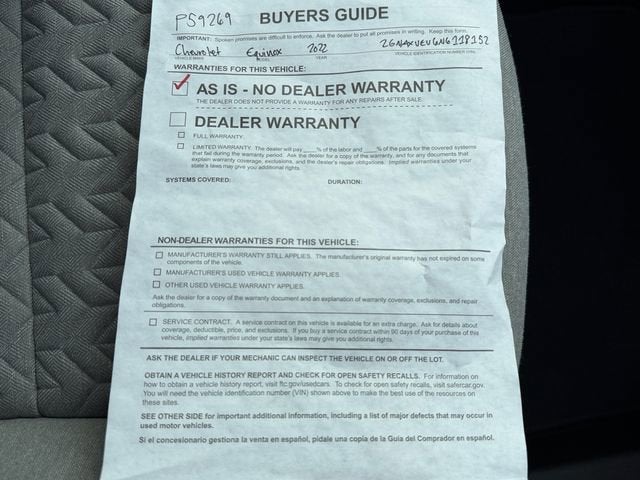 PS9269 BUYERS GUIDE
IMPORTANT: Spoken promises are difficult to enforce. Ask the dealer to put all promises in writing. Keep this form.
Chevrolet Equinox 2022
VEHICLE MAKE MODEL YEAR VEHICLE IDENTIFICATION NUMBER (VIN)
WARRANTIES FOR THIS VEHICLE:
AS IS - NO DEALER WARRANTY
THE DEALER DOES NOT PROVIDE A WARRANTY FOR ANY REPAIRS AFTER SALE.
DEALER WARRANTY
FULL WARRANTY.
LIMITED WARRANTY. The dealer will pay ____% of the labor and ____% of the parts for the covered systems
that fail during the warranty period. Ask the dealer for a copy of the warranty, and for any documents that
explain warranty coverage, exclusions, and the dealer's repair obligations. Implied warranties under your
state's laws may give you additional rights.
SYSTEMS COVERED: DURATION:
NON-DEALER WARRANTIES FOR THIS VEHICLE:
MANUFACTURER'S WARRANTY STILL APPLIES. The manufacturer's original warranty has not expired on some
components of the vehicle.
MANUFACTURER'S USED VEHICLE WARRANTY APPLIES.
OTHER USED VEHICLE WARRANTY APPLIES.
Ask the dealer for a copy of the warranty document and an explanation of warranty coverage, exclusions, and repair
obligations.
SERVICE CONTRACT. A service contract on this vehicle is available for an extra charge. Ask for details about
coverage, deductible, price, and exclusions. If you buy a service contract within 90 days of your purchase of
this vehicle, implied warranties under your state's laws may give you additional rights.
ASK THE DEALER IF YOUR MECHANIC CAN INSPECT THE VEHICLE ON OR OFF THE LOT.
OBTAIN A VEHICLE HISTORY REPORT AND CHECK FOR OPEN SAFETY RECALLS. For information on
how to obtain a vehicle history report, visit ftc.gov/usedcars. To check for open safety recalls, visit safercar.gov.
You will need the vehicle identification number (VIN) shown above to make the best use of the resources on
these sites.
SEE OTHER SIDE for important additional information, including a list of major defects that may occur in
used motor vehicles.
Si el concesionario gestiona la venta en español, pídale una copia de la Guía del Comprador en español.